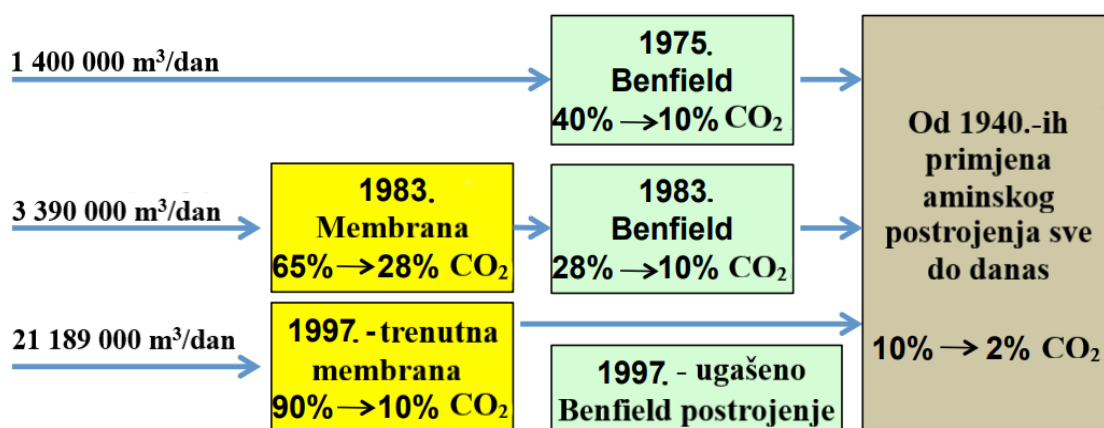 1 400 000 m³/dan
1975.
Benfield
40%→10% CO₂
3 390 000 m³/dan
1983.
Membrana
65%→28% CO₂
1983.
Benfield
28%→10% CO₂
21 189 000 m³/dan
1997. -trenutna
membrana
90%→10% CO₂
1997. - ugašeno
Benfield postrojenje
Od 1940.-ih
primjena
aminskog
postrojenja sve
do danas
10%→ 2% CO₂